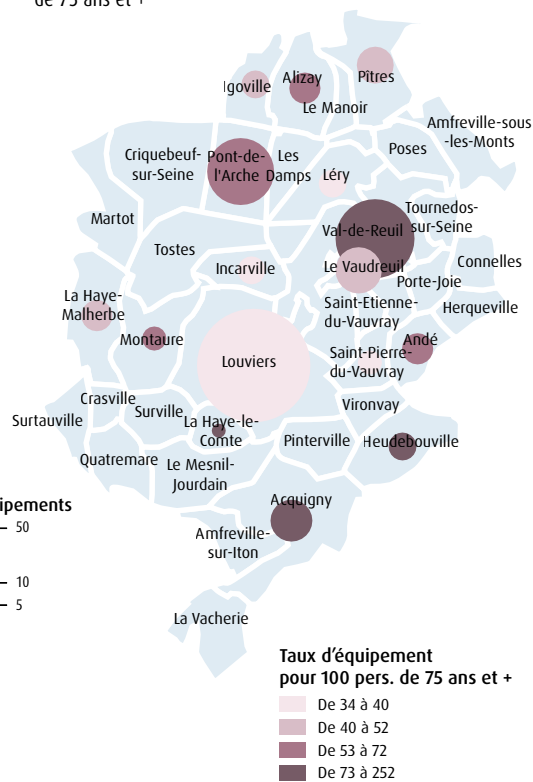 de 75 ans et +
Igoville
Alizay
Pîtres
Le Manoir
Amfreville-sous
-les-Monts
Poses
Criquebeuf-
sur-Seine
Pont-de-
l'Arche
Les
Damps
Léry
Martot
Tournedos-
sur-Seine
Val-de-Reuil
Tostes
Incarville
Le Vaudreuil
Connelles
Porte-Joie
La Haye-
Malherbe
Saint-Etienne-
du-Vauvray
Herqueville
Montaure
Andé
Louviers
Saint-Pierre-
du-Vauvray
Crasville
Surville
Vironvay
Surtauville
La Haye-le-
Comte
Pinterville
Heudebouville
Quatremare
Le Mesnil-
Jourdain
ipements
50
Acquigny
Amfreville-
sur-Iton
10
5
La Vacherie
Taux d'équipement
pour 100 pers. de 75 ans et +
De 34 à 40
De 40 à 52
De 53 à 72
De 73 à 252